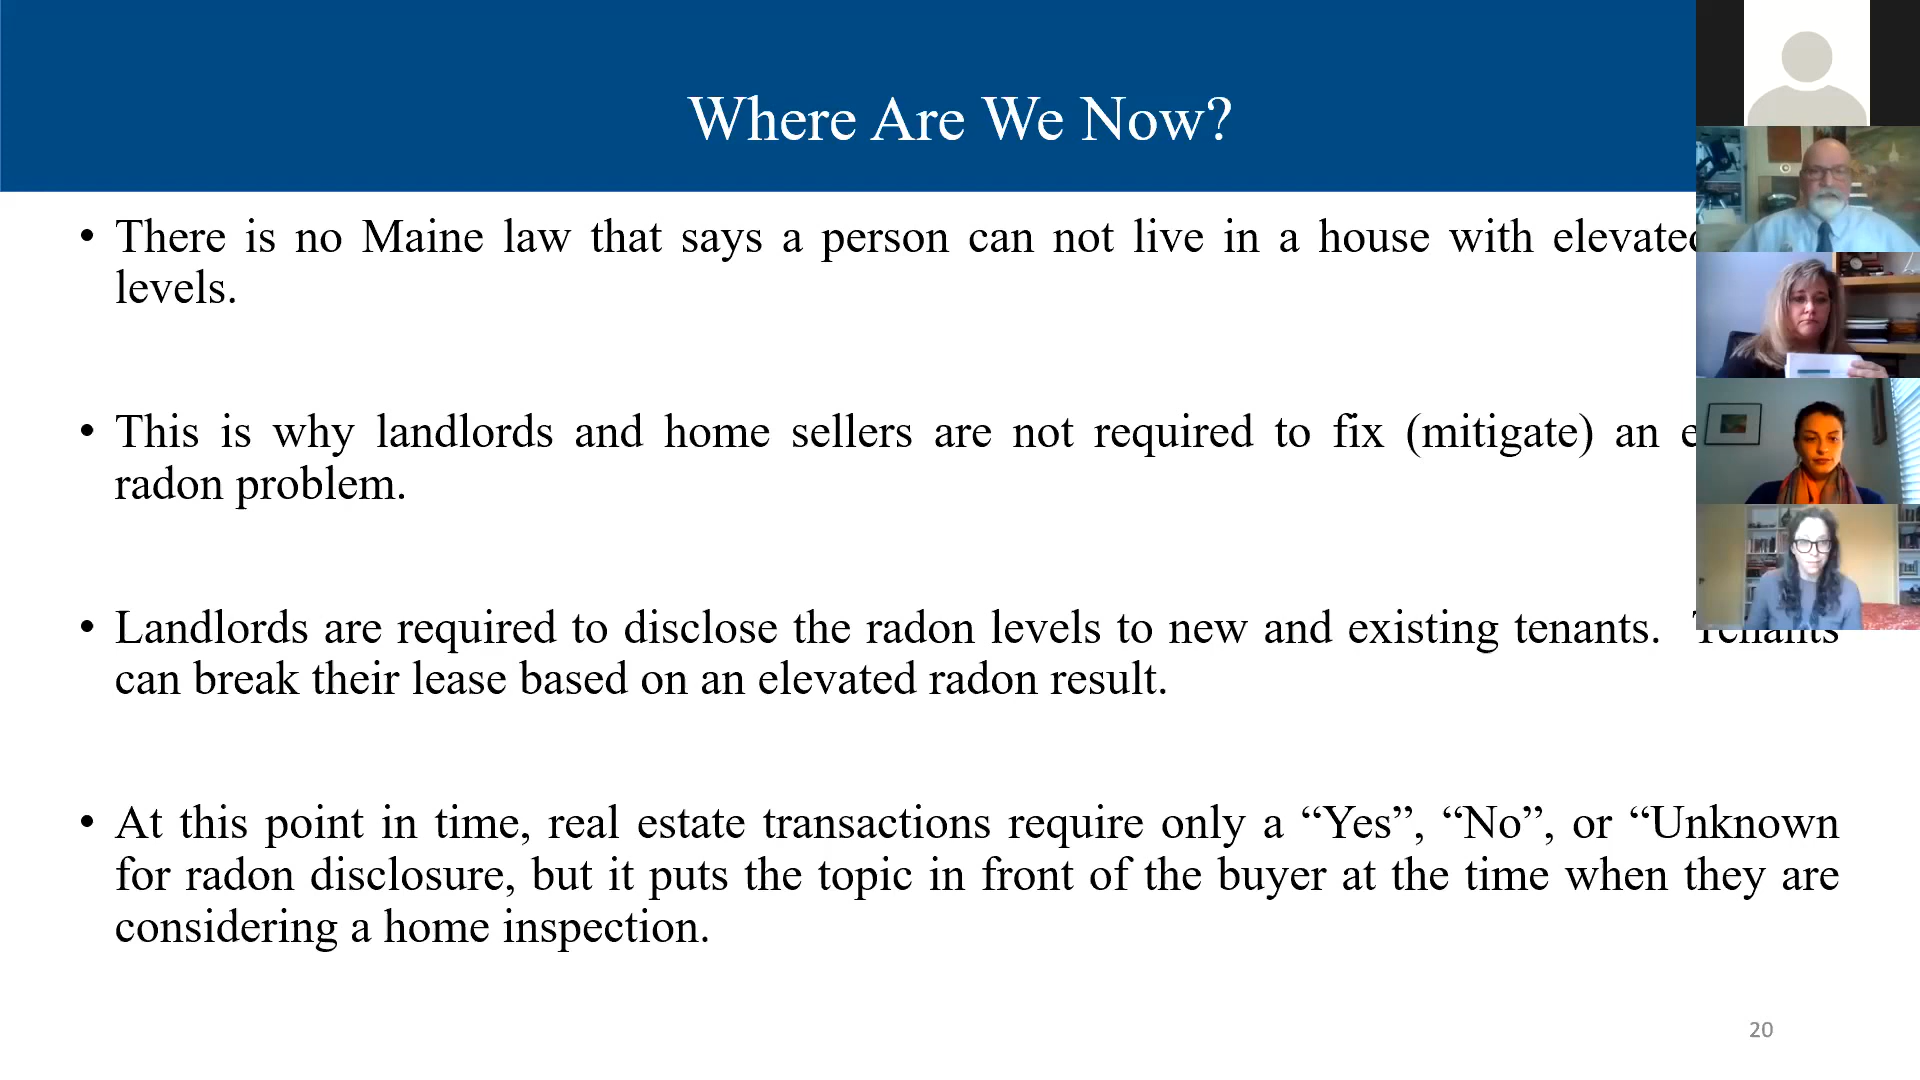 Where Are We Now?
• There is no Maine law that says a person can not live in a house with
levels.
• This is why landlords and home sellers are not required to fix (mitigate) an
radon problem.
• Landlords are required to disclose the radon levels to new and existing tenants. Tenants
can break their lease based on an elevated radon result.
• At this point in time, real estate transactions require only a “Yes”, “No”, or “Unknown
for radon disclosure, but it puts the topic in front of the buyer at the time when they are
considering a home inspection.
20